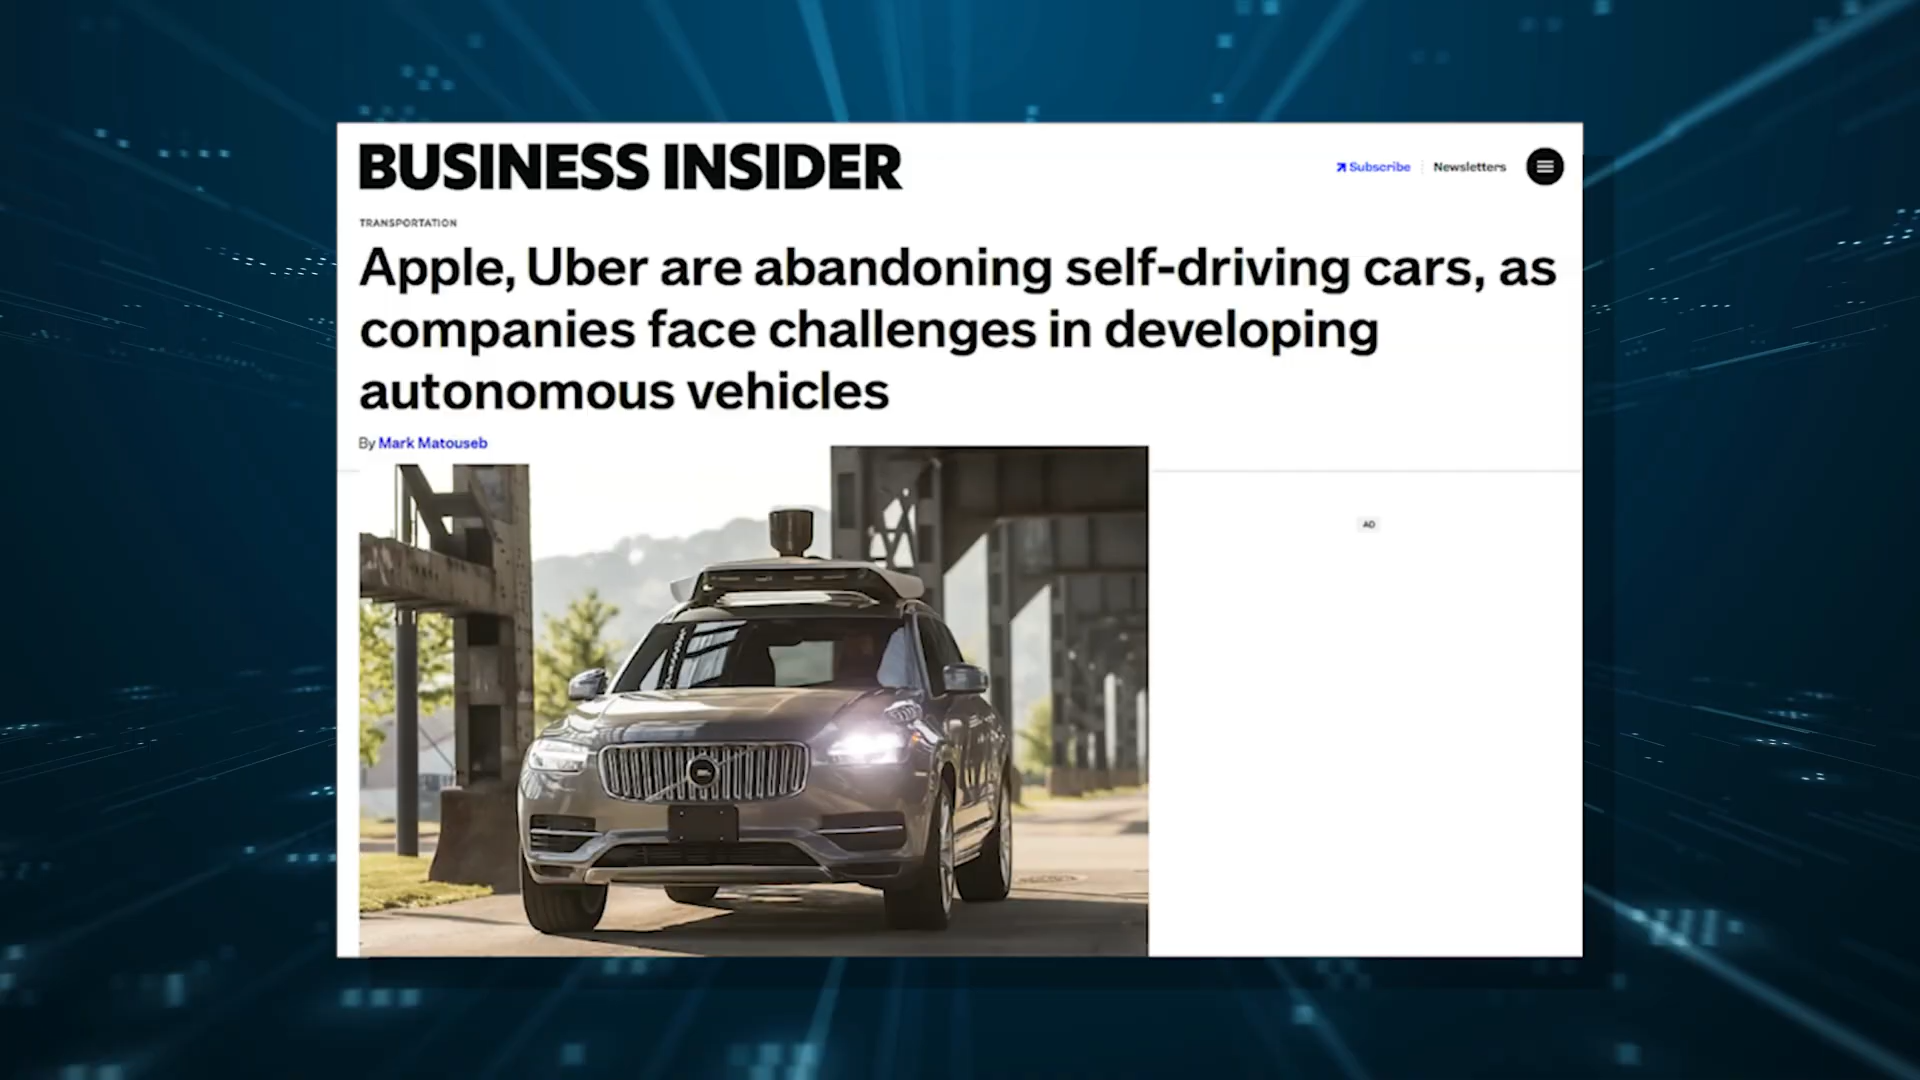 BUSINESS INSIDER
Subscribe
Newsletters
TRANSPORTATION
Apple, Uber are abandoning self-driving cars, as
companies face challenges in developing
autonomous vehicles
By Mark Matouseb
AD